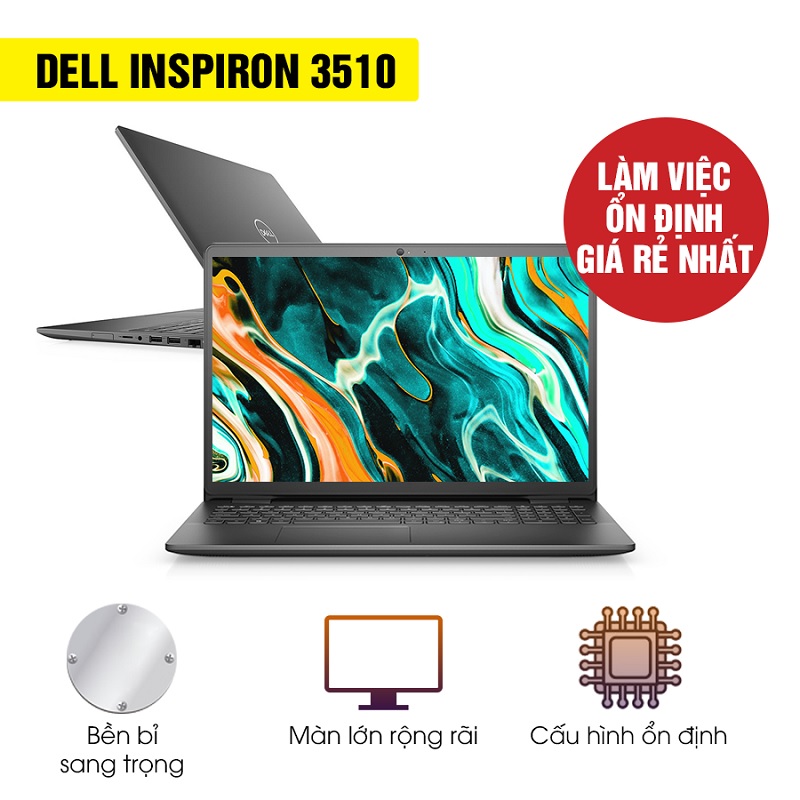 DELL INSPIRON 3510
LÀM VIỆC
ỔN ĐỊNH
GIÁ RẺ NHẤT
DELL
Bền bỉ
sang trọng
Màn lớn rộng rãi
Cấu hình ổn định